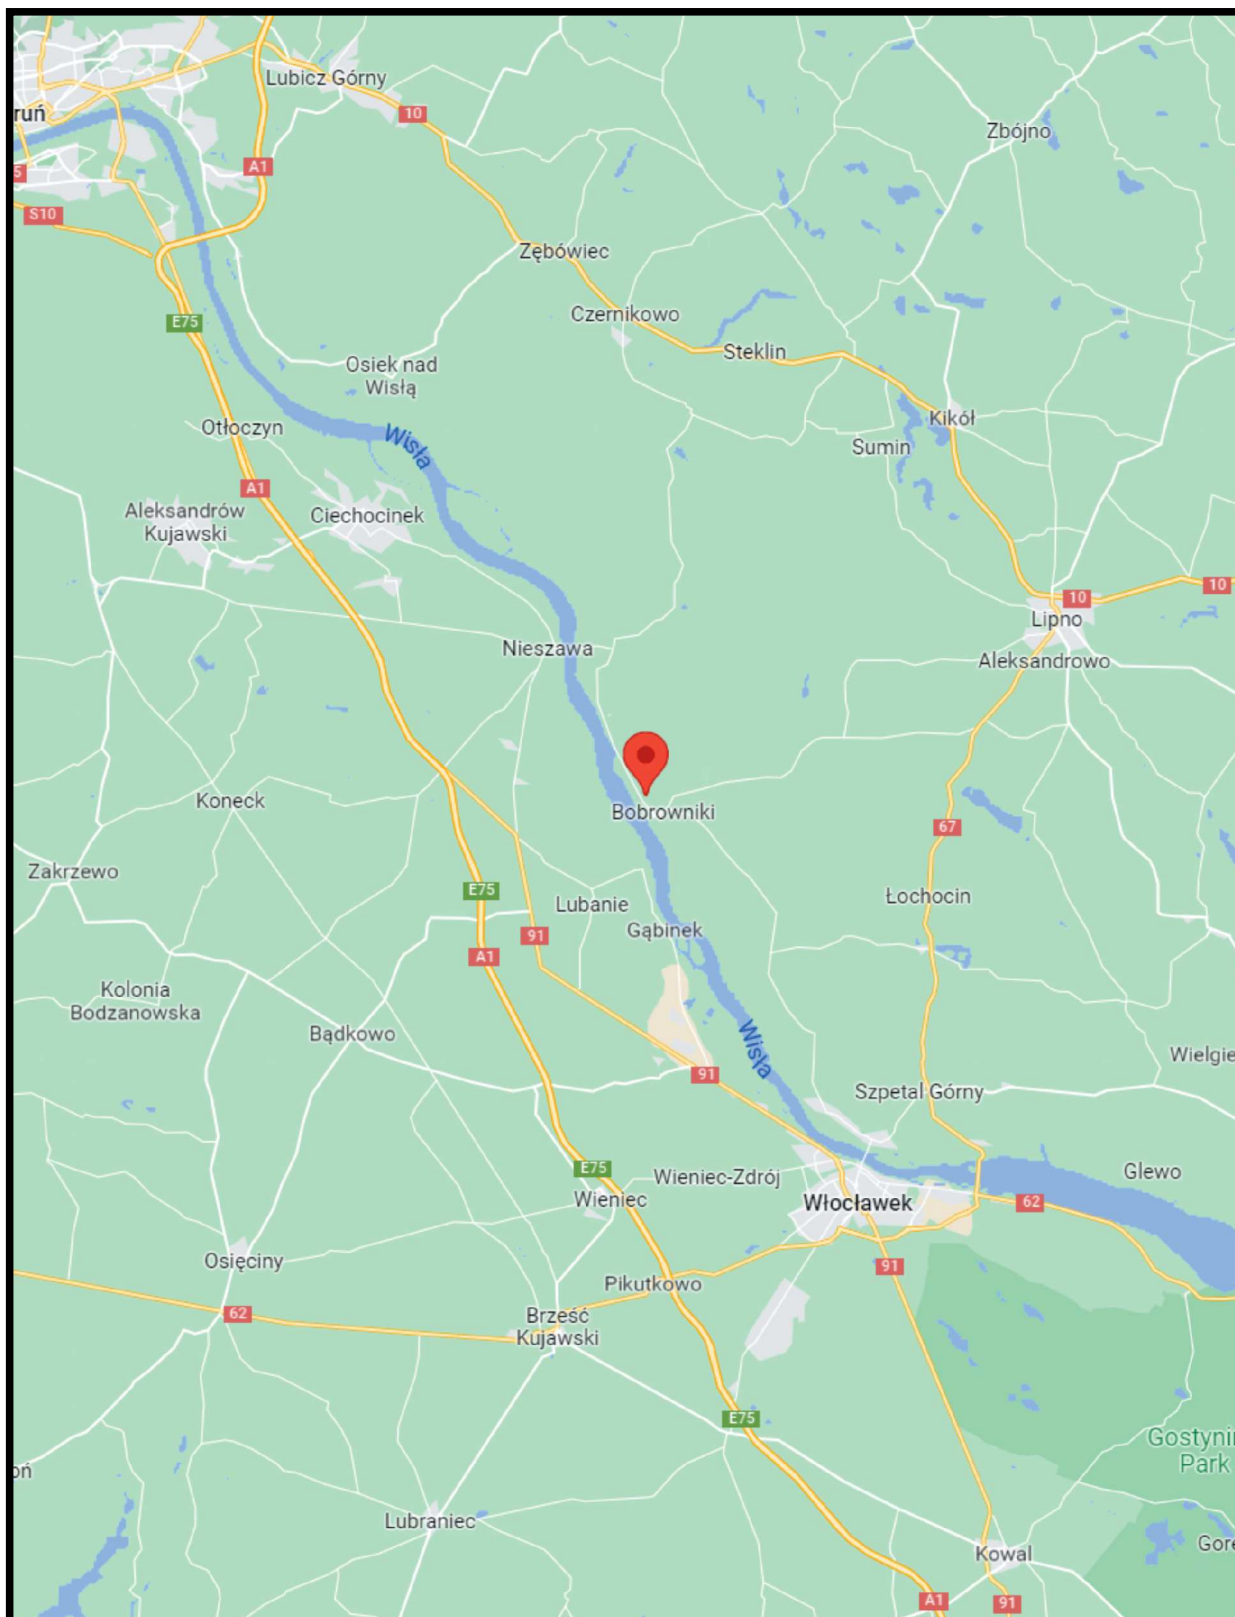 Lubicz Górny
10
ruń
Zbójno
A1
5
S10
Zębówiec
Czernikowo
E75
Steklin
Osiek nad
Wisłą
Kikół
Otłoczyn
Wisła
Sumin
A1
Aleksandrów
Kujawski
Ciechocinek
10
10
Lipno
Nieszawa
Aleksandrowo
Koneck
Bobrowniki
67
Zakrzewo
E75
Lubanie
Łochocin
91
Gąbinek
A1
Kolonia
Bodzanowska
Bądkowo
Wisła
Wielgie
91
Szpetal Górny
E75
Wieniec-Zdrój
Glewo
Wieniec
Włocławek
62
Osięciny
91
Pikutkowo
62
Brześć
Kujawski
E75
Gostyni
Park
oń
Lubraniec
Kowal
Gore
A1
91